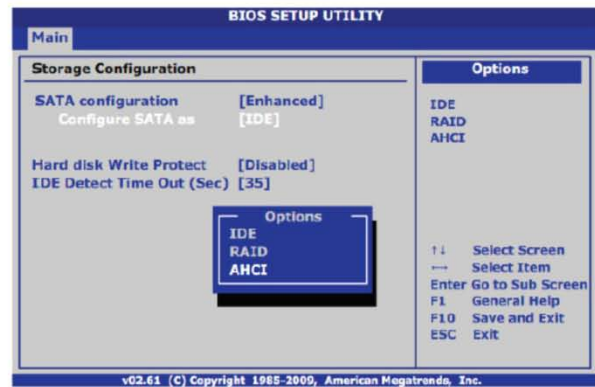 BIOS SETUP UTILITY
Main
Storage Configuration
SATA configuration [Enhanced]
Configure SATA as [IDE]
Hard disk Write Protect [Disabled]
IDE Detect Time Out (Sec) [35]
Options
IDE
RAID
AHCI
Options
IDE
RAID
AHCI
↑↓ Select Screen
←→ Select Item
Enter Go to Sub Screen
F1 General Help
F10 Save and Exit
ESC Exit
v02.61 (C) Copyright 1985-2009, American Megatrends, Inc.